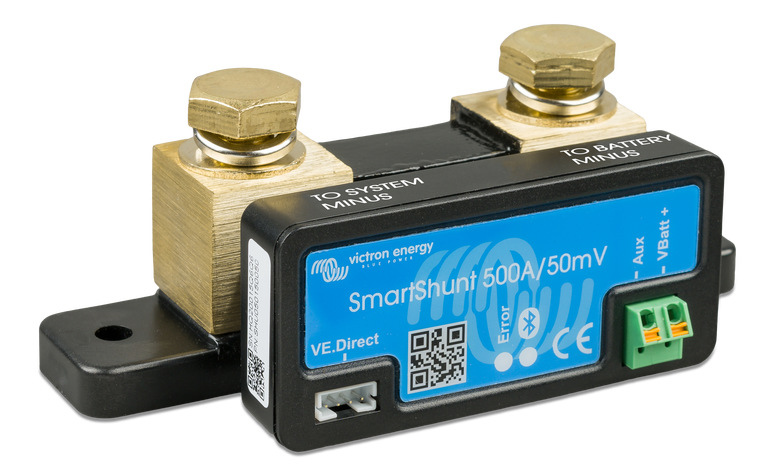 TO SYSTEM
MINUS
TO BATTERY
MINUS
victron energy
BLUE POWER
SmartShunt 500A/50mV
Aux
VBatt +
VE.Direct
Error
CE